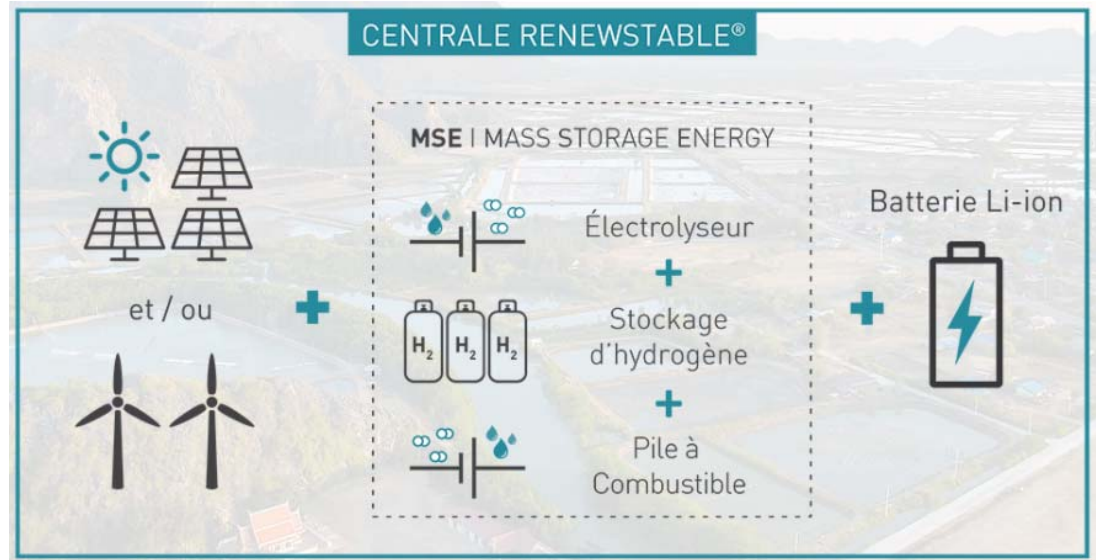 CENTRALE RENEWSTABLE®
MSE | MASS STORAGE ENERGY
et / ou
Électrolyseur
H₂ H₂ H₂
Stockage
d'hydrogène
Pile à
Combustible
Batterie Li-ion